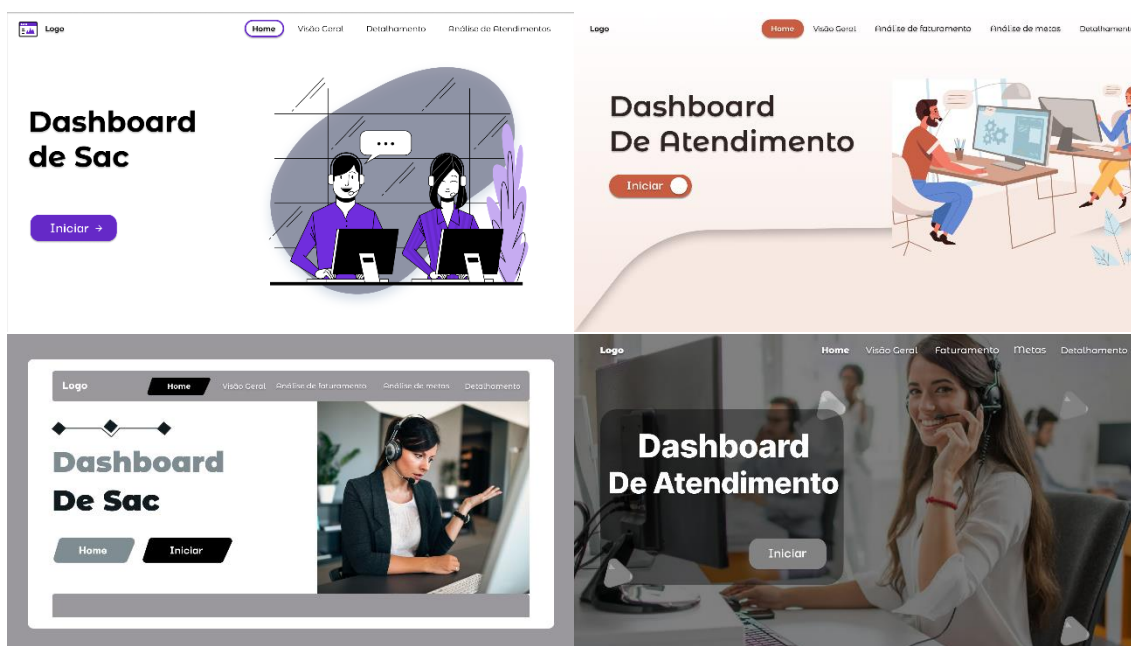 Logo
Home Visão Geral Detalhamento Análise de Atendimentos
Dashboard
de Sac
Iniciar →
...
Logo
Home Visão Geral Análise de faturamento Análise de metas Detalhamento
Dashboard
De Atendimento
Iniciar
Logo
Home Visão Geral Análise de faturamento Análise de metas Detalhamento
Dashboard
De Sac
Home Iniciar
Logo
Home Visão Geral Faturamento Metas Detalhamento
Dashboard
De Atendimento
Iniciar